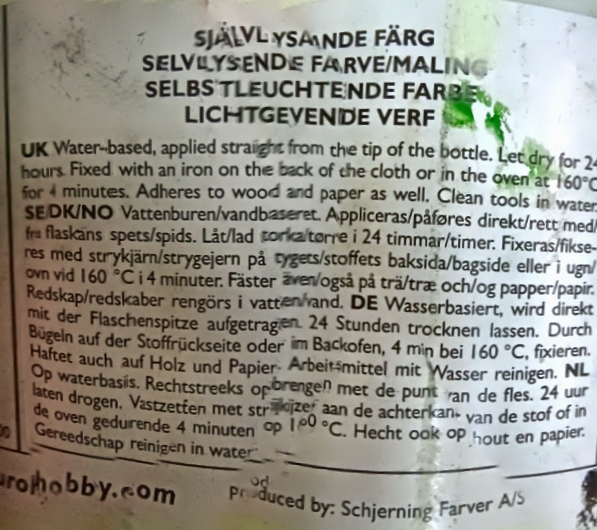 SJÄLVLYSANDE FÄRG
SELVLYSENDE FARVE/MALING
SELBSTLEUCHTENDE FARBE
LICHTGEVENDE VERF
UK Water-based, applied straight from the tip of the bottle. Let dry for 24
hours. Fixed with an iron on the back of the cloth or in the oven at 160°C
for 4 minutes. Adheres to wood and paper as well. Clean tools in water.
SE/DK/NO Vattenburen/vandbaseret. Appliceras/påføres direkt/rett med/
fra flaskans spets/spids. Låt/lad torka/tørre i 24 timmar/timer. Fixeras/fikse-
res med strykjärn/strygejern på tygets/stoffets baksida/bagside eller i ugn/
ovn vid 160 °C i 4 minuter. Fäster även/også på trä/træ och/og papper/papir.
Redskap/redskaber rengörs i vatten/vand. DE Wasserbasiert, wird direkt
mit der Flaschenspitze aufgetragen. 24 Stunden trocknen lassen. Durch
Bügeln auf der Stoffrückseite oder im Backofen, 4 min bei 160 °C, fixieren.
Haftet auch auf Holz und Papier. Arbeitsmittel mit Wasser reinigen. NL
Op waterbasis. Rechtstreeks opbrengen met de punt van de fles. 24 uur
laten drogen. Vastzetten met strijkijzer aan de achterkant van de stof of in
de oven gedurende 4 minuten op °C. Hecht ook op hout en papier.
Gereedschap reinigen in water
urohobby.com
Produced by: Schjerning Farver A/S